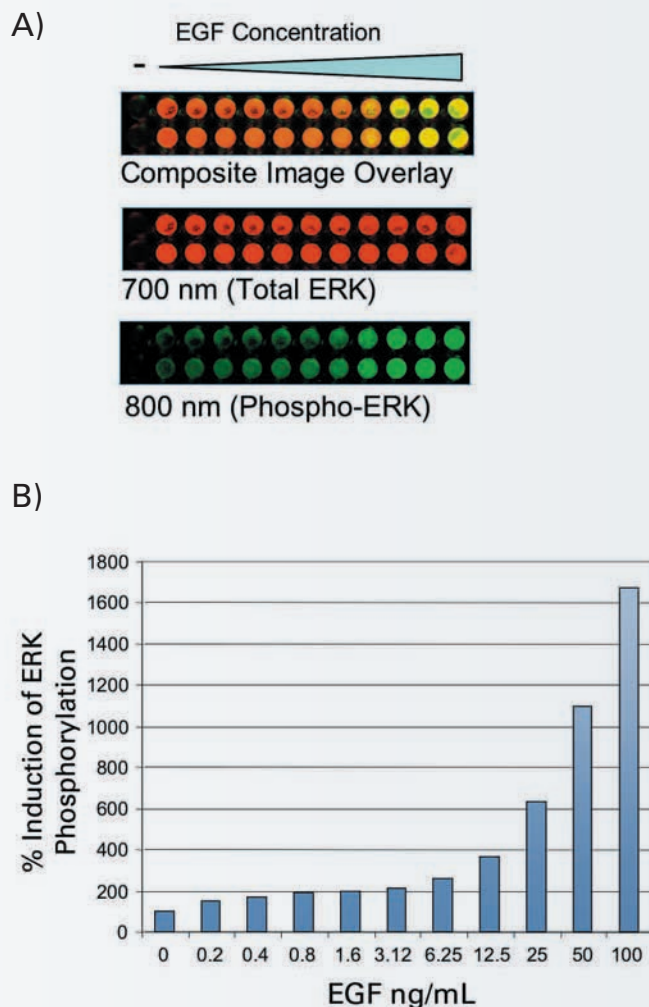 A)
EGF Concentration
-
Composite Image Overlay
700 nm (Total ERK)
800 nm (Phospho-ERK)
B)
% Induction of ERK
Phosphorylation
1800
1600
1400
1200
1000
800
600
400
200
0
0 0.2 0.4 0.8 1.6 3.12 6.25 12.5 25 50 100
EGF ng/mL